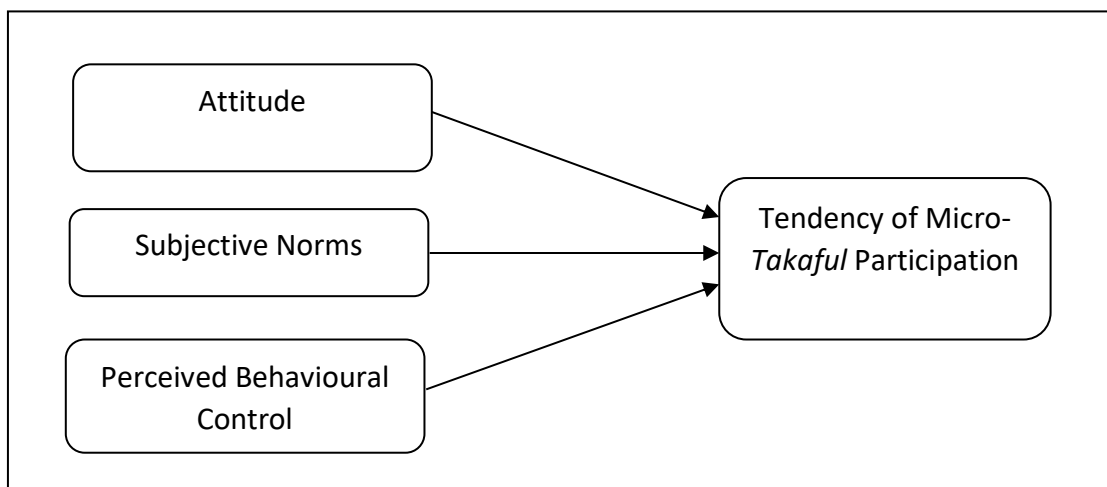 Attitude
Subjective Norms
Perceived Behavioural
Control
Tendency of Micro-
Takaful Participation